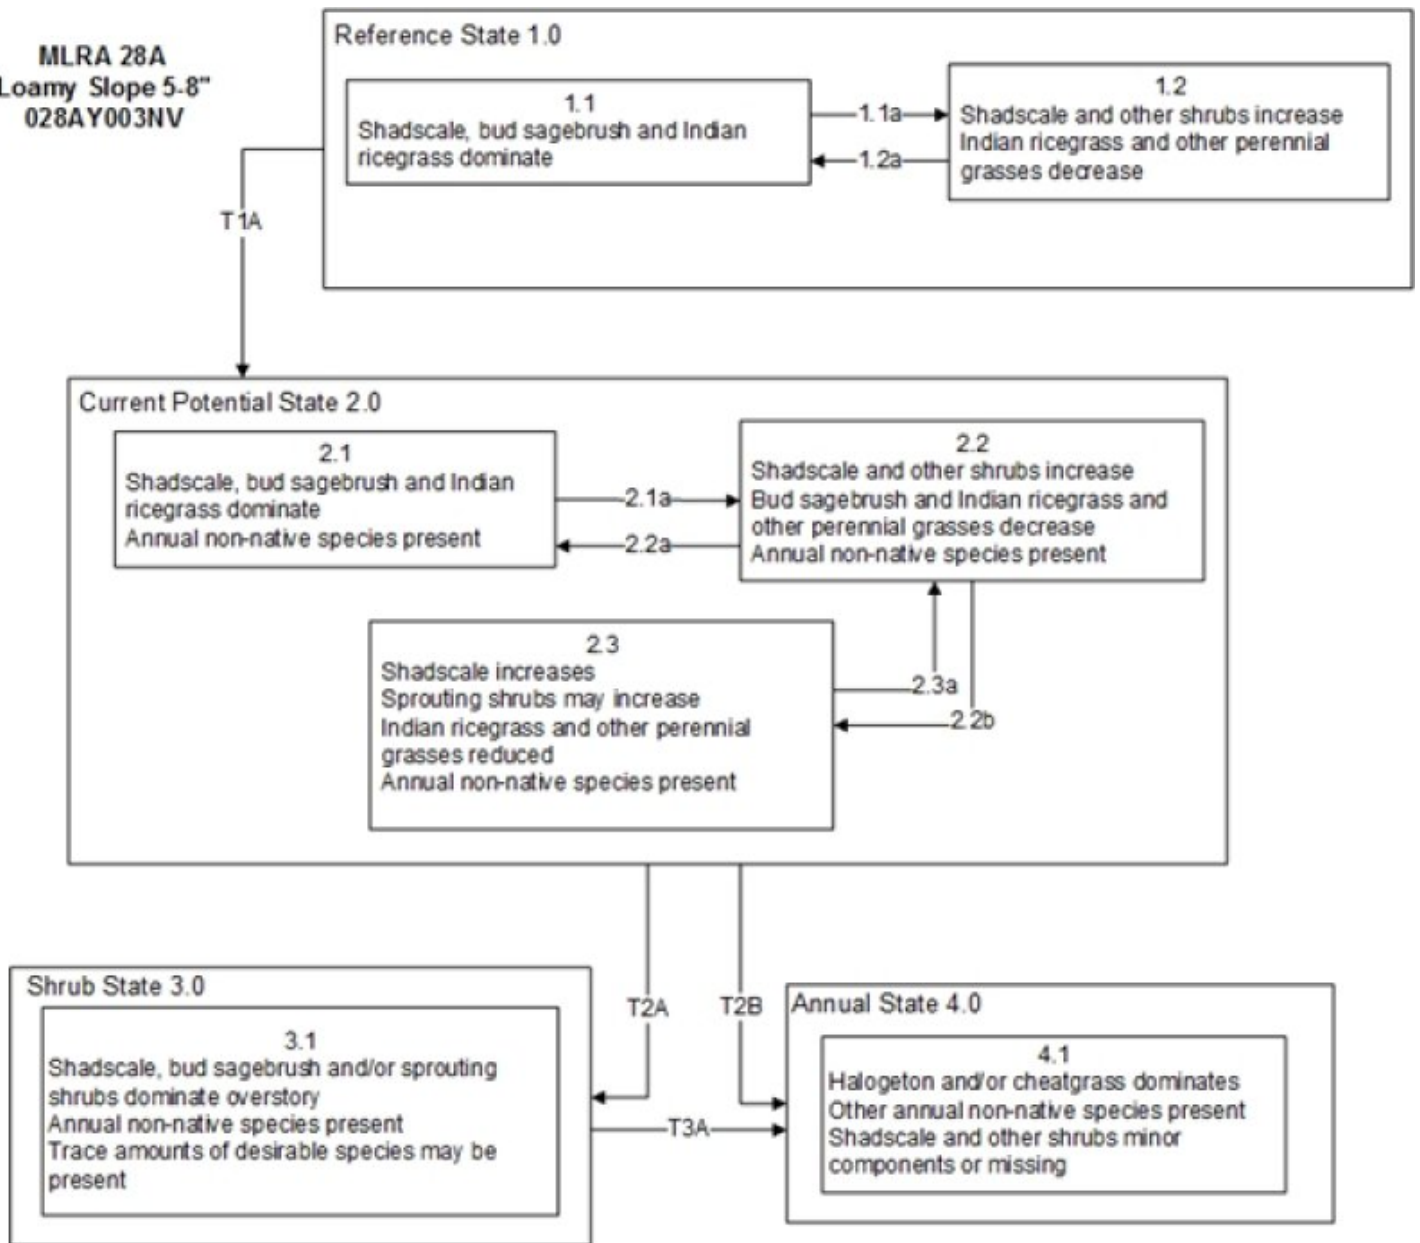 MLRA 28A
Loamy Slope 5-8"
028AY003NV
Reference State 1.0
1.1
Shadscale, bud sagebrush and Indian
ricegrass dominate
1.1a
1.2a
1.2
Shadscale and other shrubs increase
Indian ricegrass and other perennial
grasses decrease
T1A
Current Potential State 2.0
2.1
Shadscale, bud sagebrush and Indian
ricegrass dominate
Annual non-native species present
2.1a
2.2a
2.2
Shadscale and other shrubs increase
Bud sagebrush and Indian ricegrass and
other perennial grasses decrease
Annual non-native species present
2.3
Shadscale increases
Sprouting shrubs may increase
Indian ricegrass and other perennial
grasses reduced
Annual non-native species present
2.3a
2.2b
T2A
T2B
Shrub State 3.0
3.1
Shadscale, bud sagebrush and/or sprouting
shrubs dominate overstory
Annual non-native species present
Trace amounts of desirable species may be
present
T3A
Annual State 4.0
4.1
Halogeton and/or cheatgrass dominates
Other annual non-native species present
Shadscale and other shrubs minor
components or missing